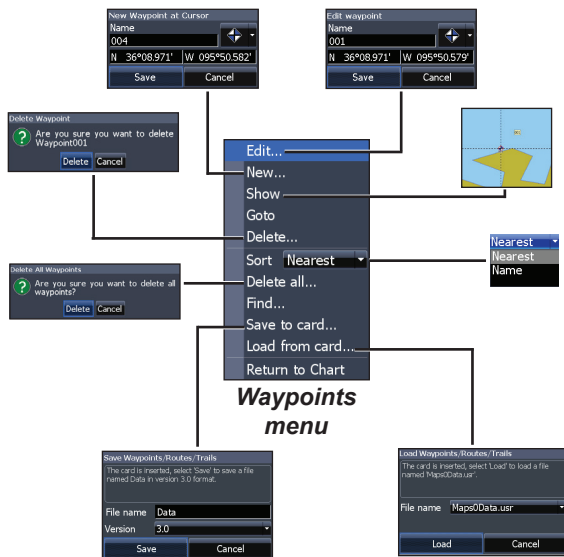 New Waypoint at Cursor
Name
004
N 36°08.971' W 095°50.582'
Save Cancel
Edit waypoint
Name
001
N 36°08.971' W 095°50.579'
Save Cancel
Delete Waypoint
Are you sure you want to delete
Waypoint001
Delete Cancel
Edit...
New...
Show
Goto
Delete...
Sort Nearest
Delete all...
Find...
Save to card...
Load from card...
Return to Chart
Nearest
Nearest
Name
Delete All Waypoints
Are you sure you want to delete all
waypoints?
Delete Cancel
Waypoints
menu
Save Waypoints/Routes/Trails
The card is inserted, select 'Save' to save a file
named Data in version 3.0 format.
File name Data
Version 3.0
Save Cancel
Load Waypoints/Routes/Trails
The card is inserted, select 'Load' to load a file
named 'Maps0Data.usr'.
File name Maps0Data.usr
Load Cancel